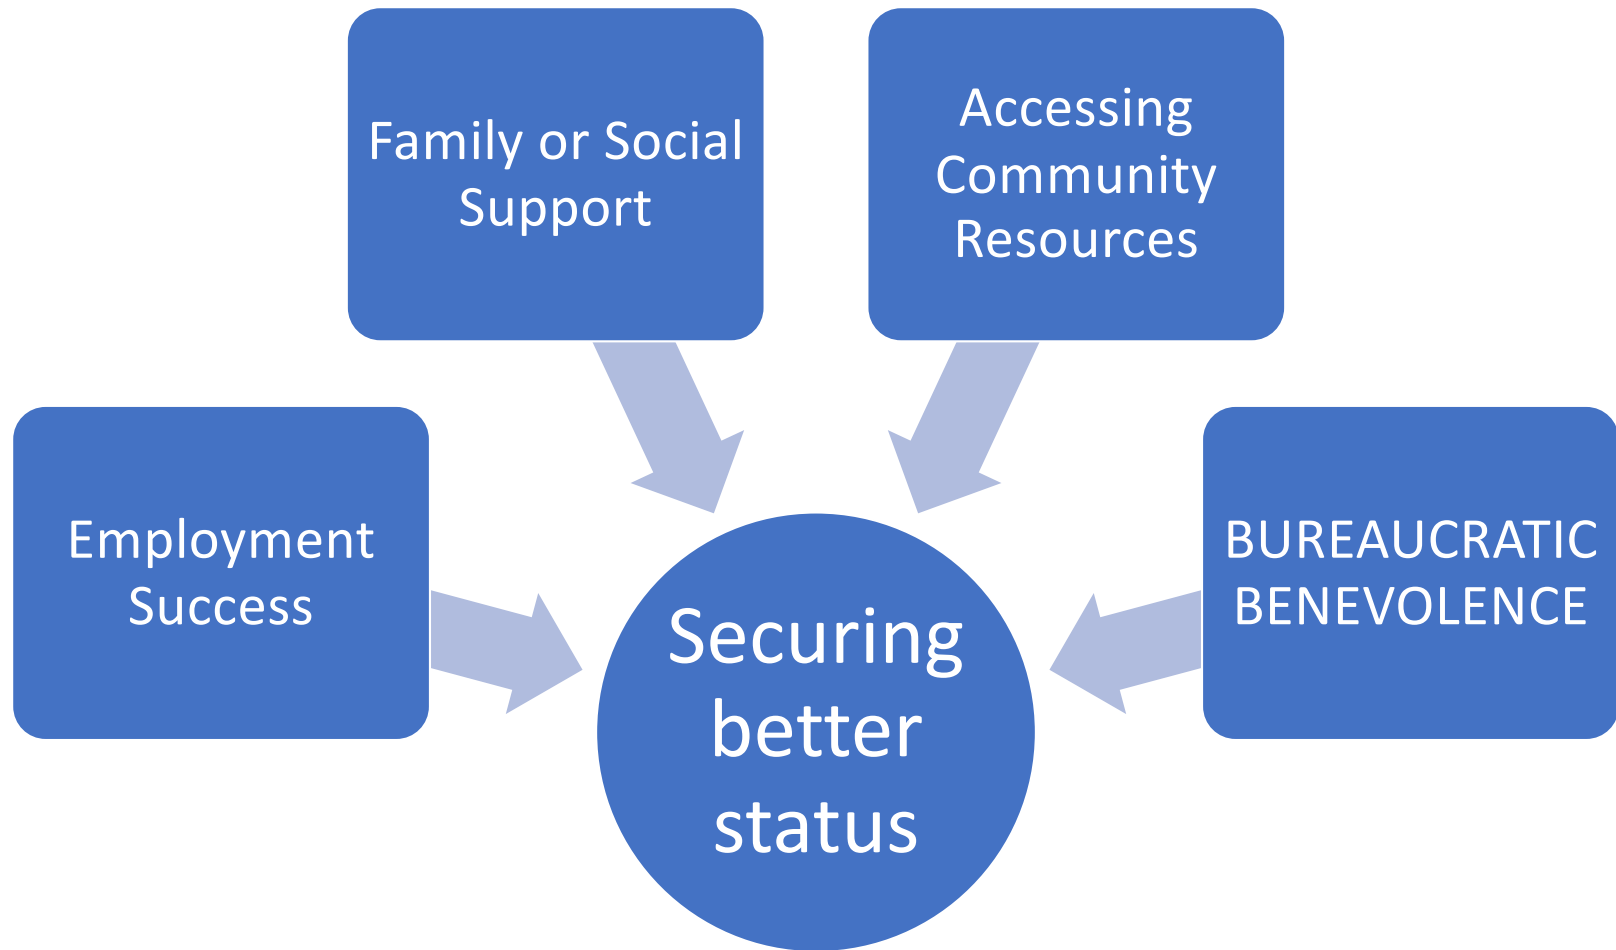 Family or Social
Support
Accessing
Community
Resources
Employment
Success
BUREAUCRATIC
BENEVOLENCE
Securing
better
status